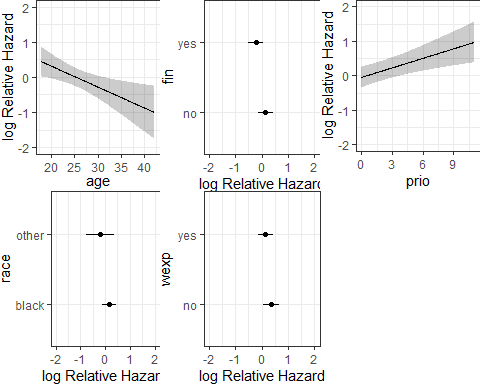 log Relative Hazard
2
1
0
-1
-2
20 25 30 35 40
age
fin
yes
no
-2 -1 0 1 2
log Relative Hazard
log Relative Hazard
2
1
0
-1
-2
0 3 6 9
prio
race
other
black
-2 -1 0 1 2
log Relative Hazar
wexp
yes
no
-2 -1 0 1 2
log Relative Hazard